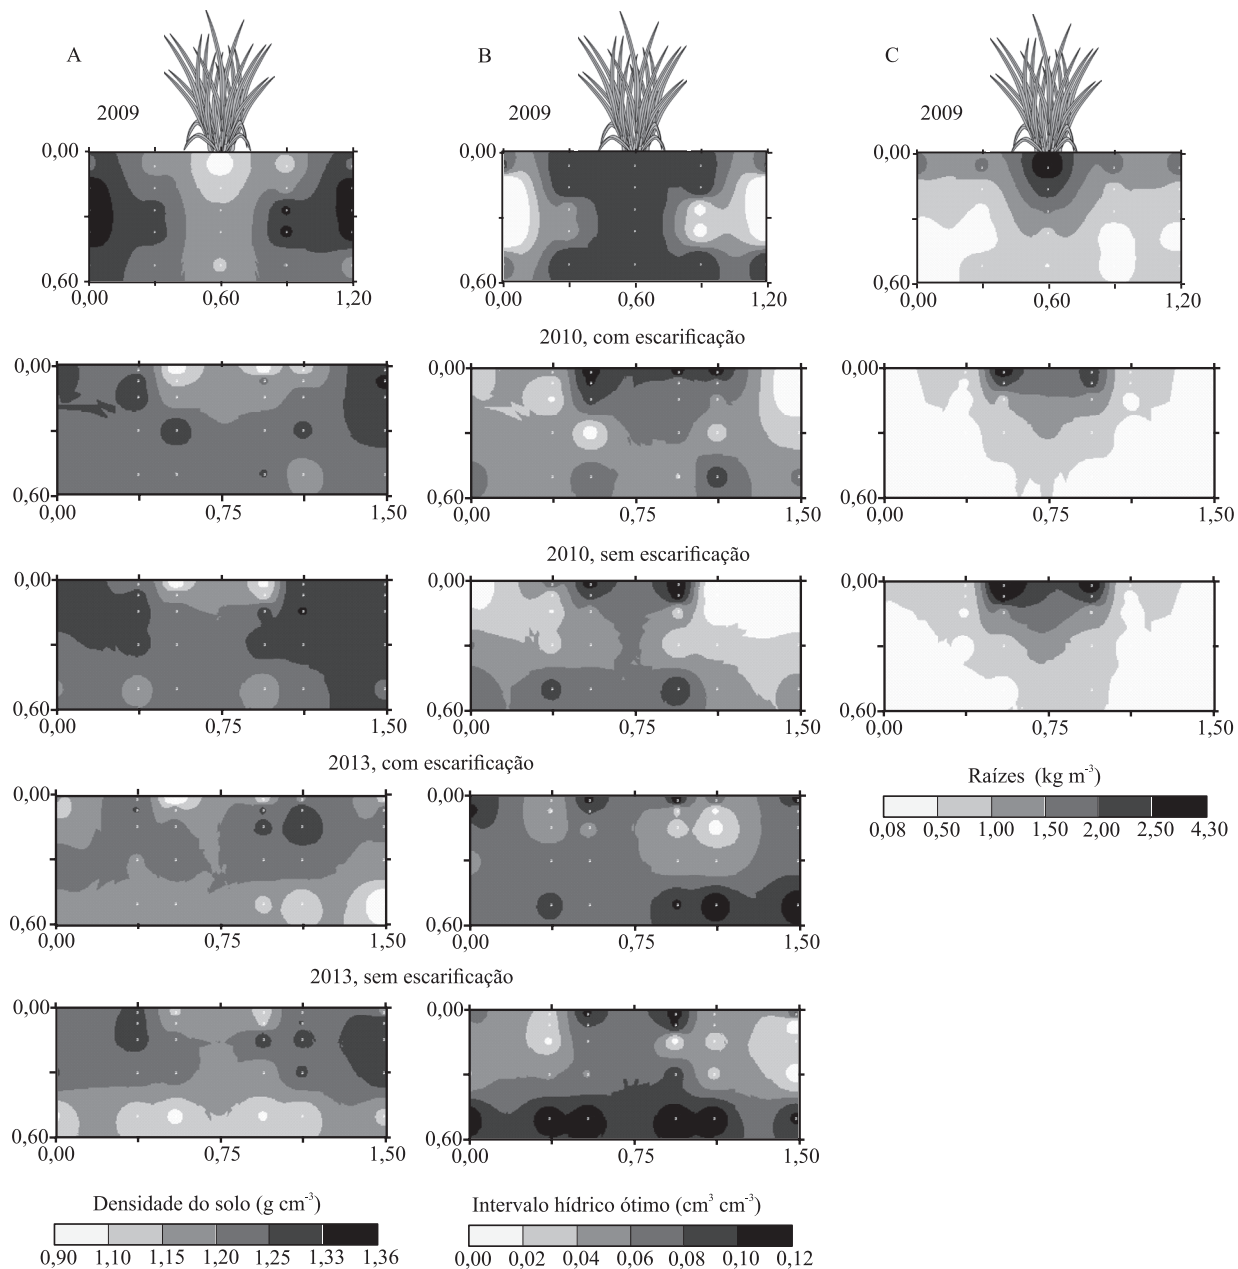 A B C
2009 2009 2009
0,00 0,00 0,00
0,60 0,60 0,60
0,00 0,60 1,20 0,00 0,60 1,20 0,00 0,60 1,20
2010, com escarificação
0,00 0,00 0,00
0,60 0,60 0,60
0,00 0,75 1,50 0,00 0,75 1,50 0,00 0,75 1,50
2010, sem escarificação
0,00 0,00 0,00
0,60 0,60 0,60
0,00 0,75 1,50 0,00 0,75 1,50 0,00 0,75 1,50
2013, com escarificação
0,00 0,00
0,60 0,60
0,00 0,75 1,50 0,00 0,75 1,50
Raízes (kg m⁻³)
0,08 0,50 1,00 1,50 2,00 2,50 4,30
2013, sem escarificação
0,00 0,00
0,60 0,60
0,00 0,75 1,50 0,00 0,75 1,50
Densidade do solo (g cm⁻³)
0,90 1,10 1,15 1,20 1,25 1,33 1,36
Intervalo hídrico ótimo (cm³ cm⁻³)
0,00 0,02 0,04 0,06 0,08 0,10 0,12